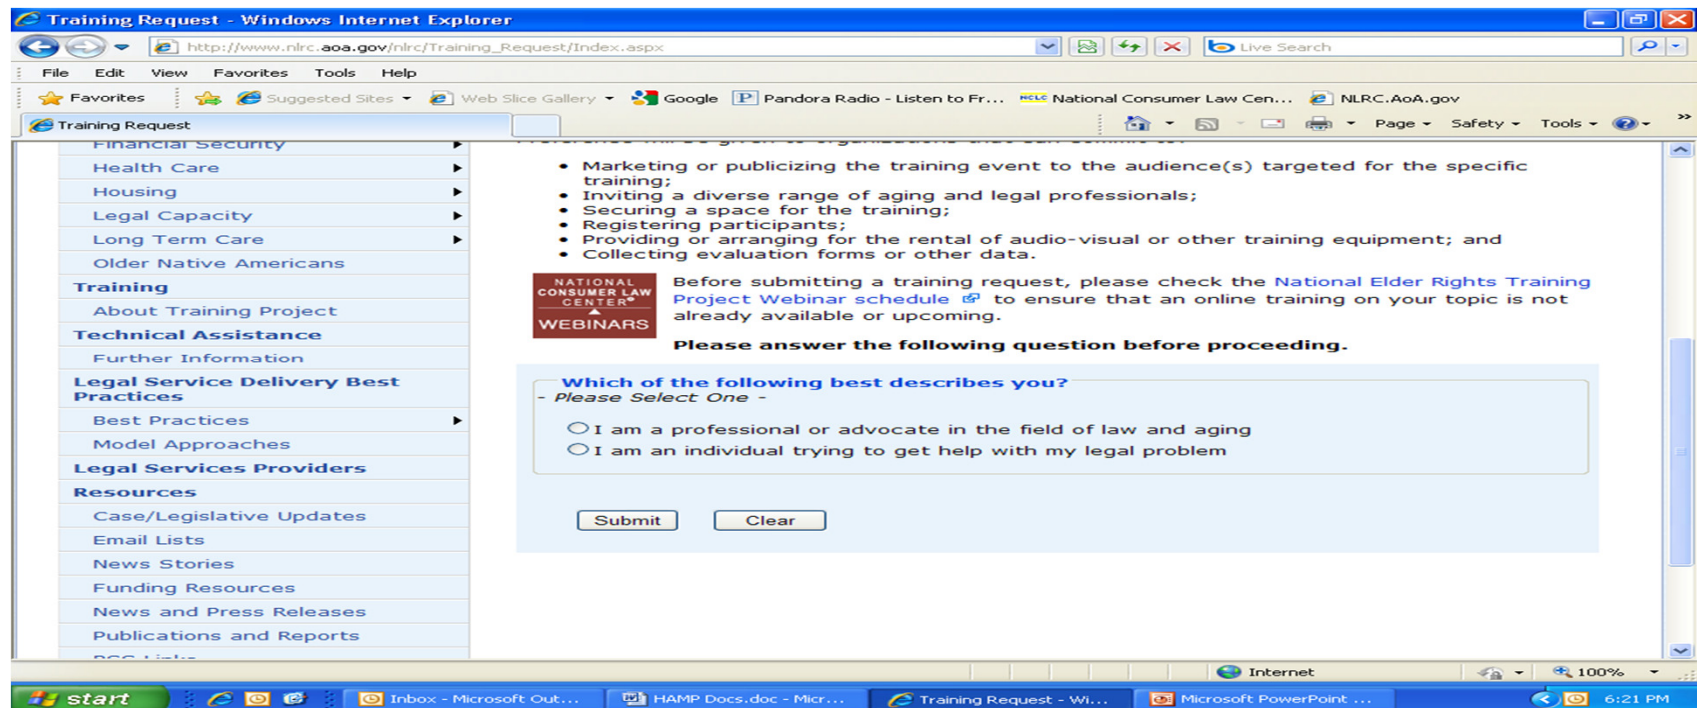 Training Request - Windows Internet Explorer
http://www.nlrc.aoa.gov/nlrc/Training_Request/Index.aspx
Live Search
File Edit View Favorites Tools Help
Favorites Suggested Sites Web Slice Gallery Google Pandora Radio - Listen to Fr... NCLC National Consumer Law Cen... NLRC.AoA.gov
Training Request
Page Safety Tools
Financial Security
Health Care
Housing
Legal Capacity
Long Term Care
Older Native Americans
Training
About Training Project
Technical Assistance
Further Information
Legal Service Delivery Best
Practices
Best Practices
Model Approaches
Legal Services Providers
Resources
Case/Legislative Updates
Email Lists
News Stories
Funding Resources
News and Press Releases
Publications and Reports
• Marketing or publicizing the training event to the audience(s) targeted for the specific
training;
• Inviting a diverse range of aging and legal professionals;
• Securing a space for the training;
• Registering participants;
• Providing or arranging for the rental of audio-visual or other training equipment; and
• Collecting evaluation forms or other data.
NATIONAL
CONSUMER LAW
CENTER®
WEBINARS
Before submitting a training request, please check the National Elder Rights Training
Project Webinar schedule to ensure that an online training on your topic is not
already available or upcoming.
Please answer the following question before proceeding.
Which of the following best describes you?
- Please Select One -
I am a professional or advocate in the field of law and aging
I am an individual trying to get help with my legal problem
Submit Clear
Internet 100%
start Inbox - Microsoft Out... HAMP Docs.doc - Micr... Training Request - Wi... Microsoft PowerPoint ... 6:21 PM